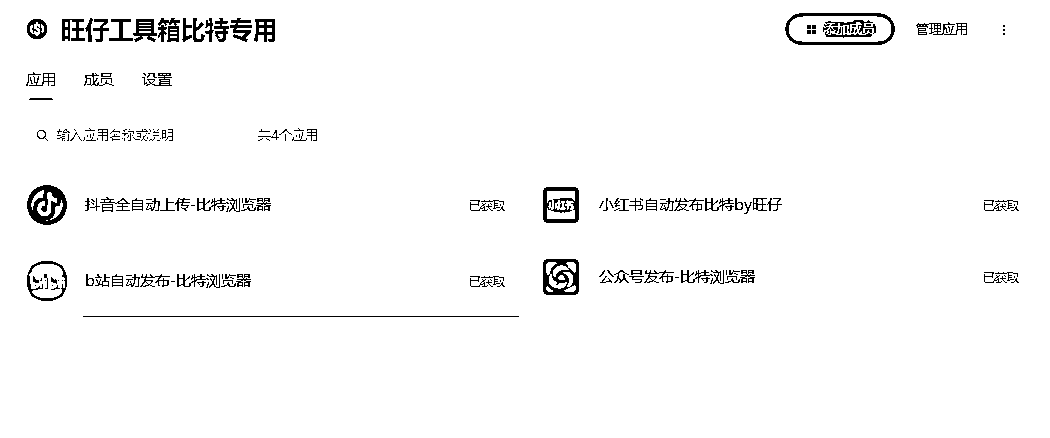 旺仔工具箱比特专用
添加成员 管理应用
应用 成员 设置
输入应用名称或说明 共4个应用
抖音全自动上传-比特浏览器 已获取
小红书自动发布比特by旺仔 已获取
b站自动发布-比特浏览器 已获取
公众号发布-比特浏览器 已获取